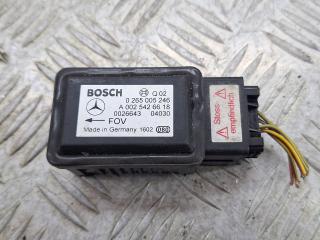 BOSCH Q 02
0 265 005 246
A 002 542 66 18
0026643 04030
FOV
Made in Germany 1602
Stoss-
empfindlich